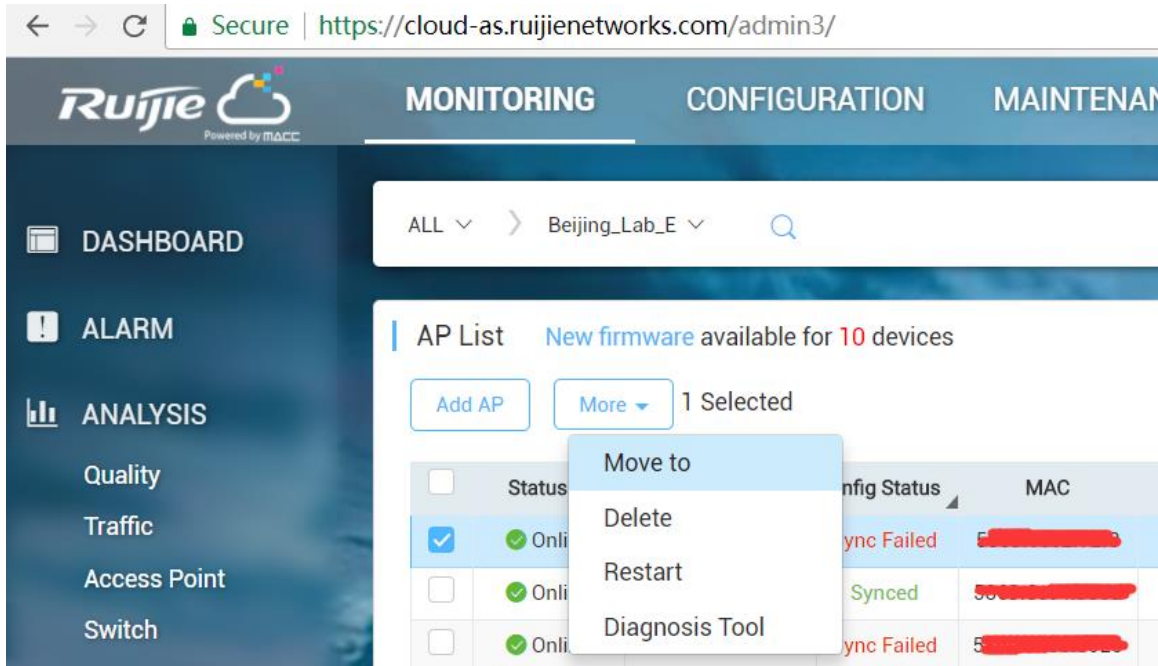 Secure https://cloud-as.ruijienetworks.com/admin3/
Ruijie
Powered by MACC
MONITORING CONFIGURATION MAINTENAN
ALL Beijing_Lab_E
DASHBOARD
ALARM
AP List New firmware available for 10 devices
Add AP More 1 Selected
ANALYSIS
Move to
Quality
Status nfig Status MAC
Delete
Traffic
Onli ync Failed
Restart
Access Point
Onli Synced
Diagnosis Tool
Switch
Onli ync Failed